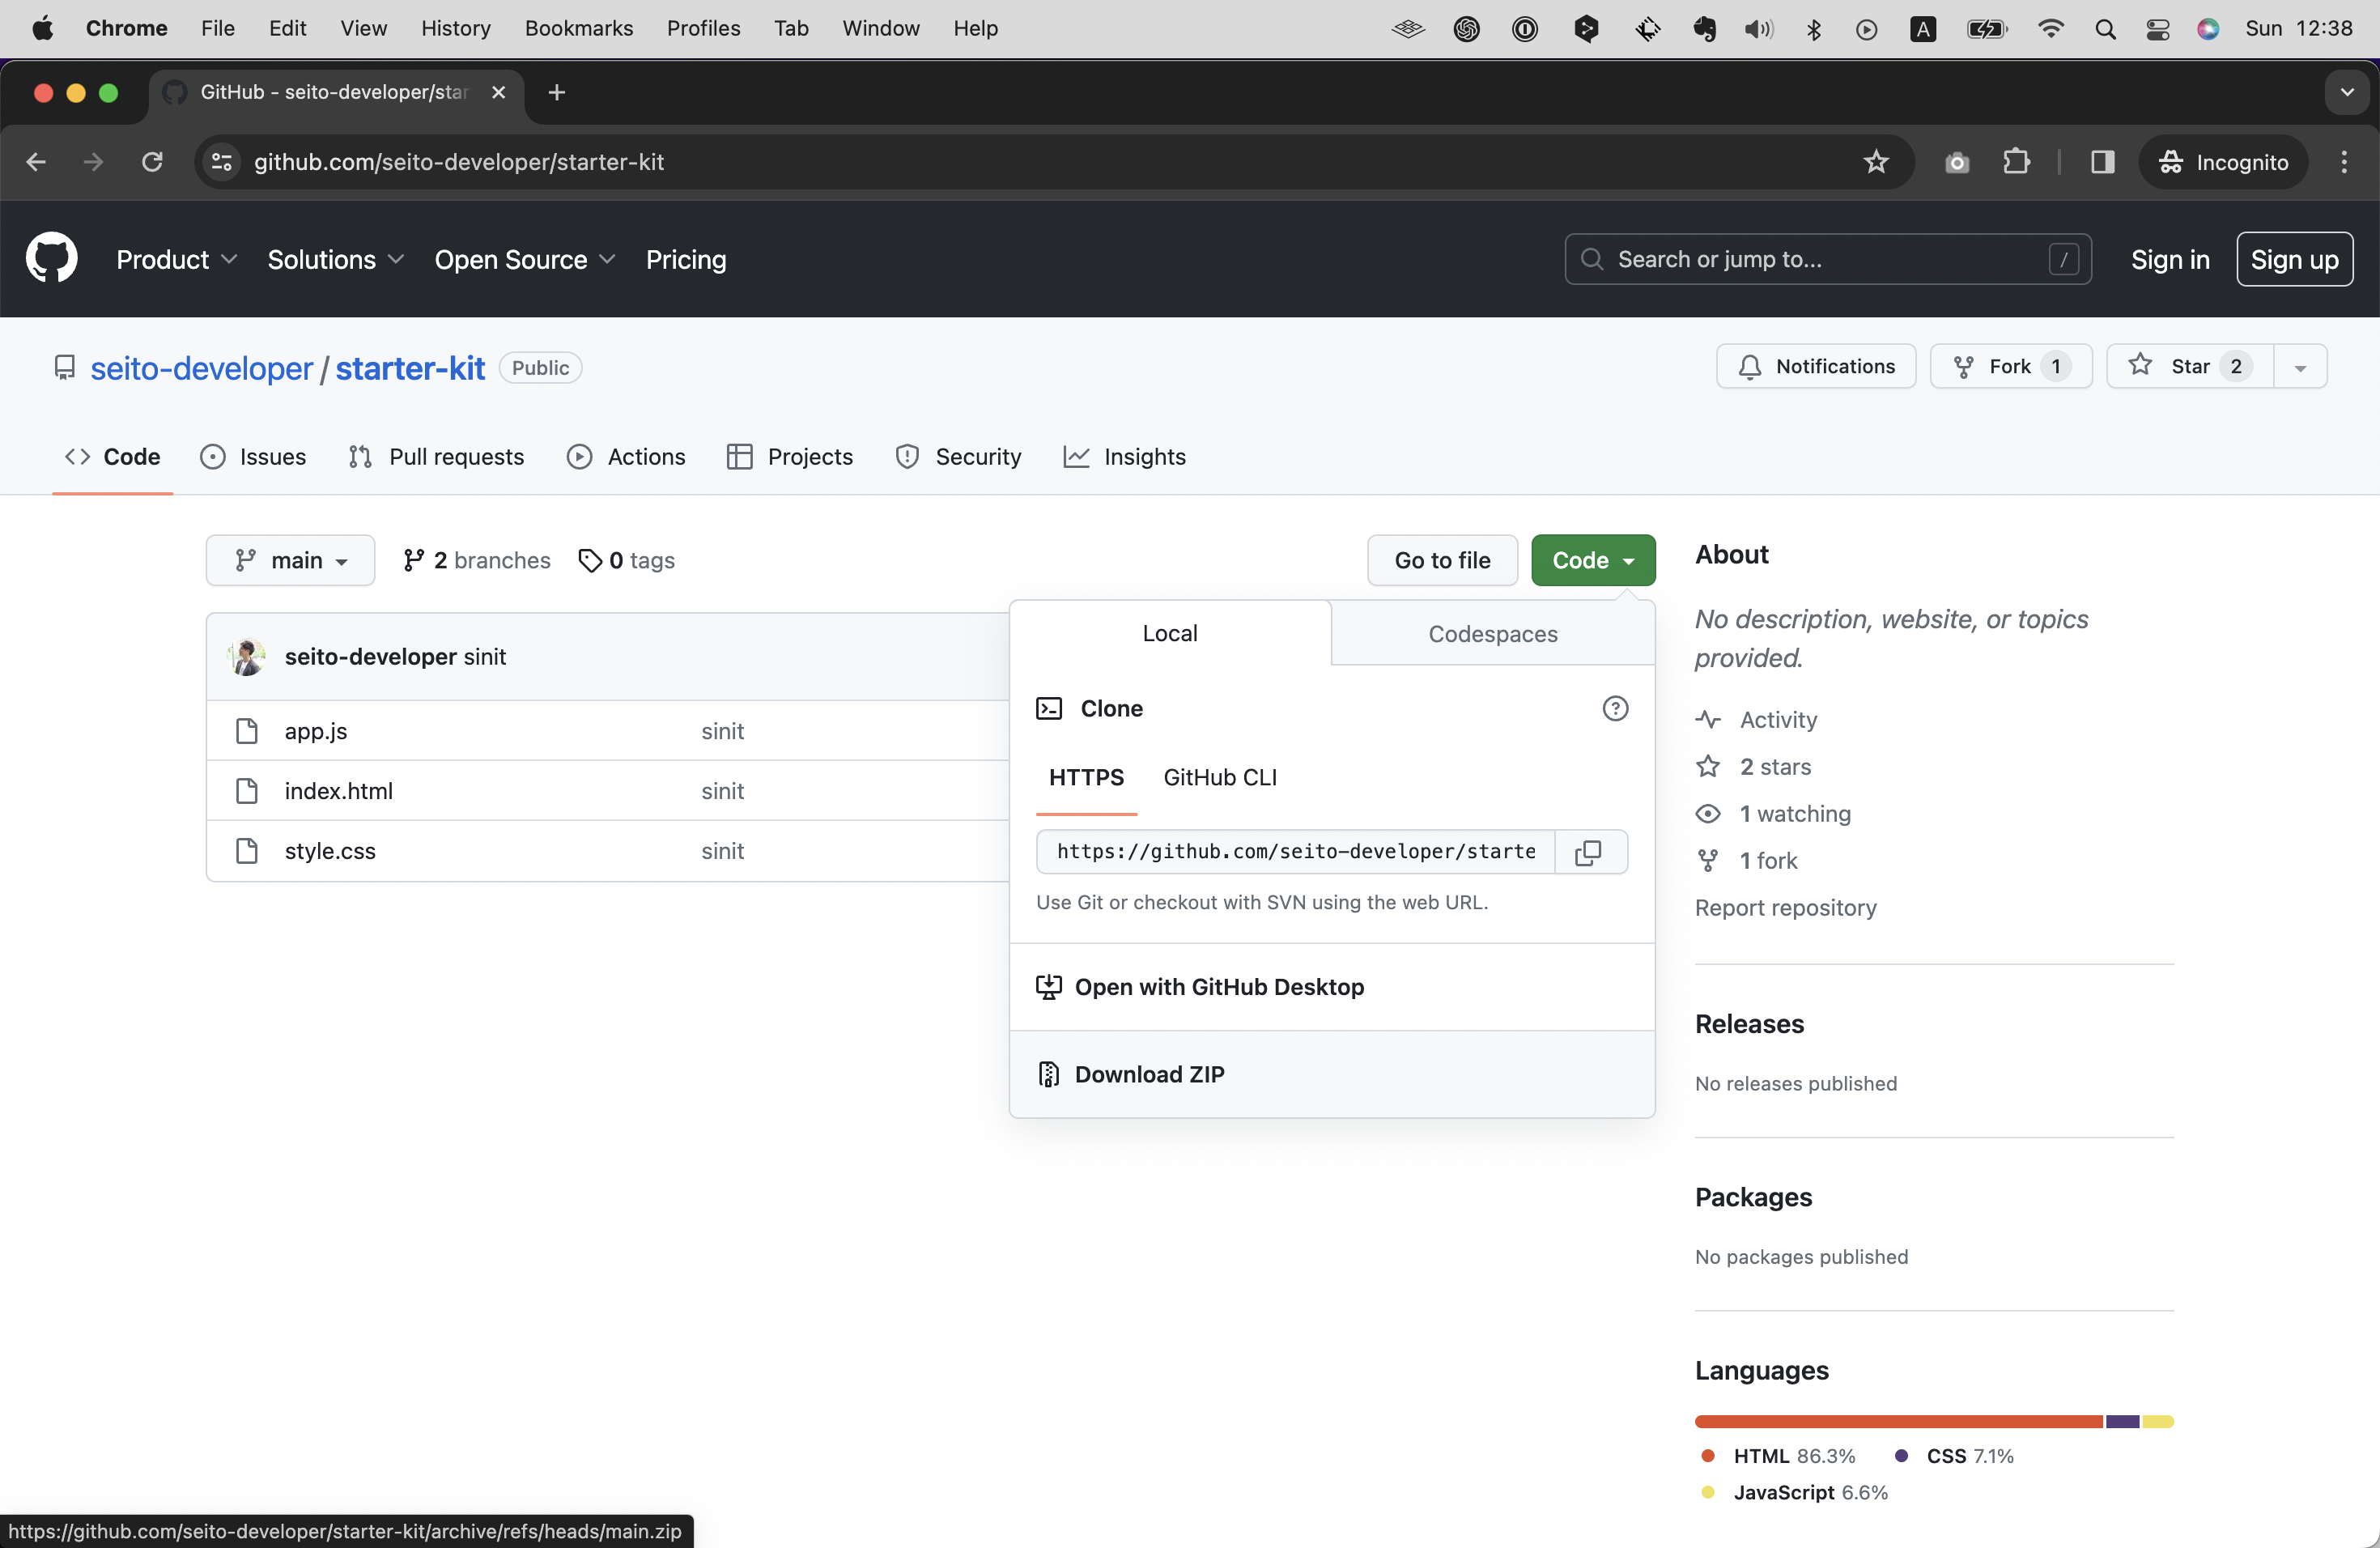 Chrome File Edit View History Bookmarks Profiles Tab Window Help A Sun 12:38
GitHub - seito-developer/star
github.com/seito-developer/starter-kit Incognito
Product Solutions Open Source Pricing Search or jump to... / Sign in Sign up
seito-developer / starter-kit Public Notifications Fork 1 Star 2
Code Issues Pull requests Actions Projects Security Insights
main 2 branches 0 tags Go to file Code
seito-developer sinit
app.js sinit
index.html sinit
style.css sinit
Local Codespaces
Clone
HTTPS GitHub CLI
https://github.com/seito-developer/starte
Use Git or checkout with SVN using the web URL.
Open with GitHub Desktop
Download ZIP
About
No description, website, or topics
provided.
Activity
2 stars
1 watching
1 fork
Report repository
Releases
No releases published
Packages
No packages published
Languages
HTML 86.3% CSS 7.1%
JavaScript 6.6%
https://github.com/seito-developer/starter-kit/archive/refs/heads/main.zip